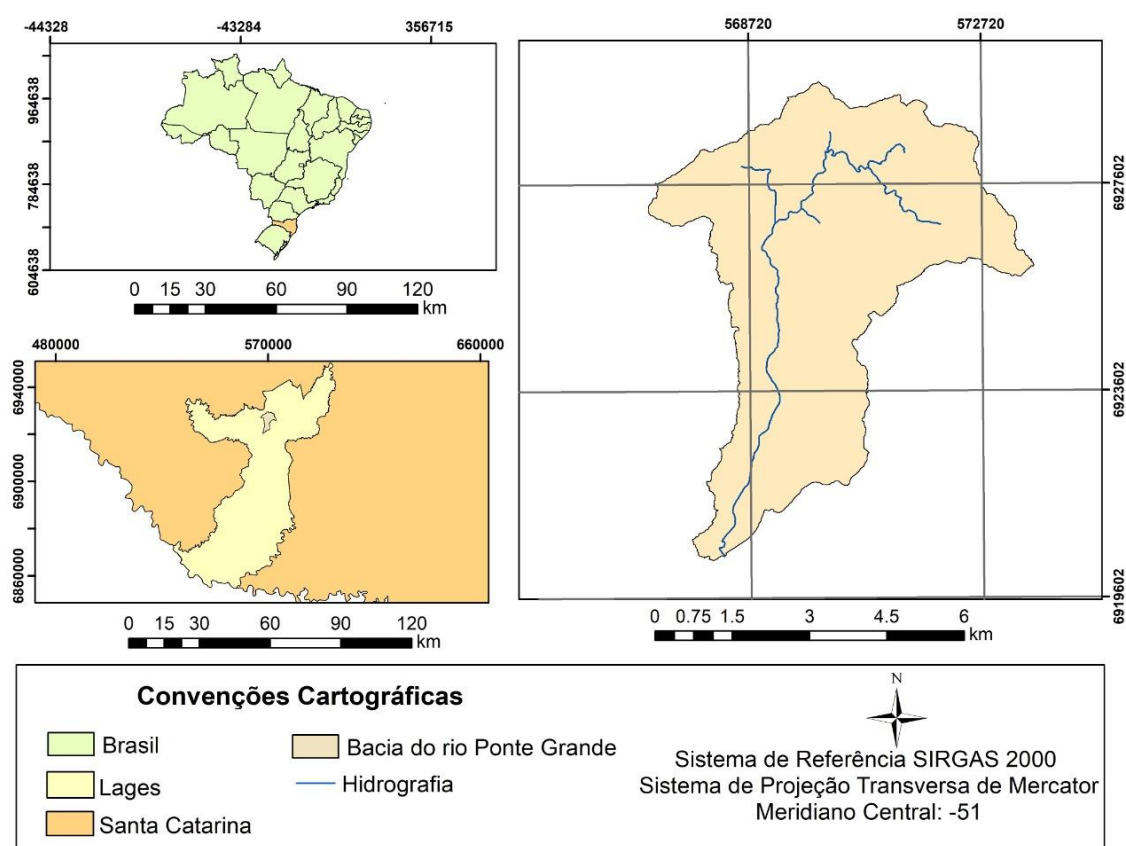 -44328 -43284 356715
964638
784638
604638
0 15 30 60 90 120
km
480000 570000 660000
6940000
6900000
6860000
0 15 30 60 90 120
km
568720 572720
6927602
6923602
6919602
0 0.75 1.5 3 4.5 6
km
Convenções Cartográficas
Brasil
Lages
Santa Catarina
Bacia do rio Ponte Grande
Hidrografia
N
Sistema de Referência SIRGAS 2000
Sistema de Projeção Transversa de Mercator
Meridiano Central: -51